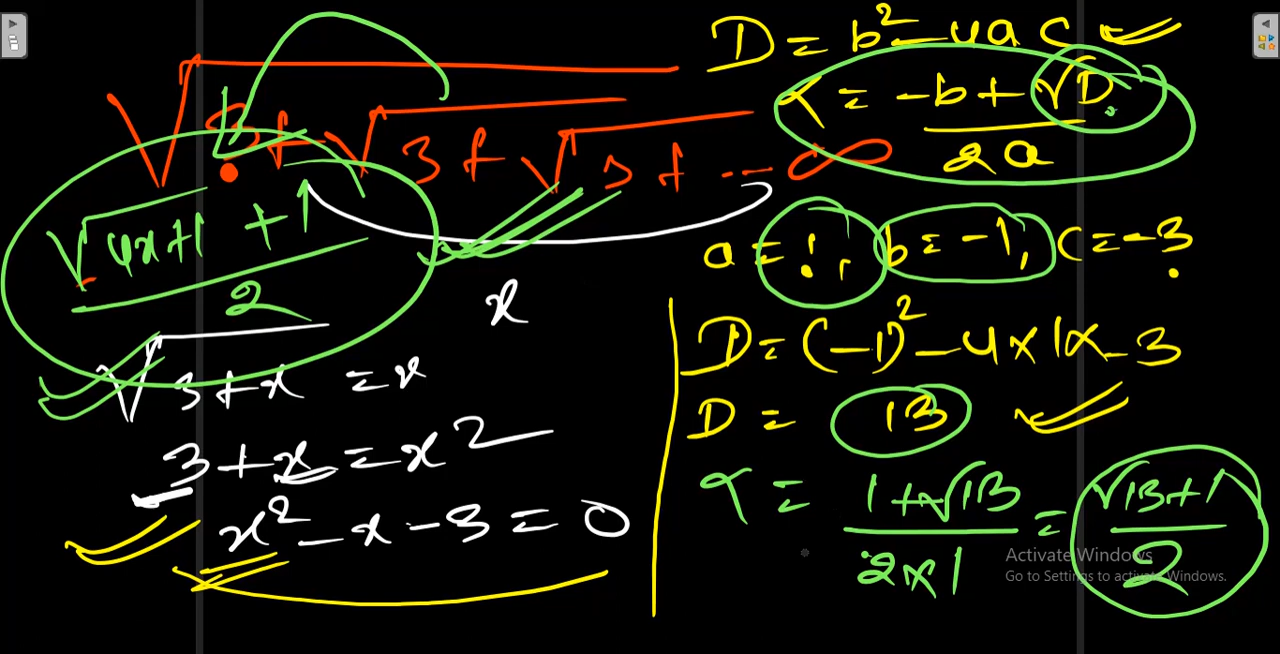 √3+√3+√3+ ... ∞
√4x+1 + 1
2
x
√3+x = x
3+x = x²
x² - x - 3 = 0
D = b² - 4ac
α = -b + √D
2a
a = 1, b = -1, c = -3
D = (-1)² - 4×1×-3
D = 13
α = 1+√13 = √13+1
2×1 2
Activate Windows
Go to Settings to activate Windows.